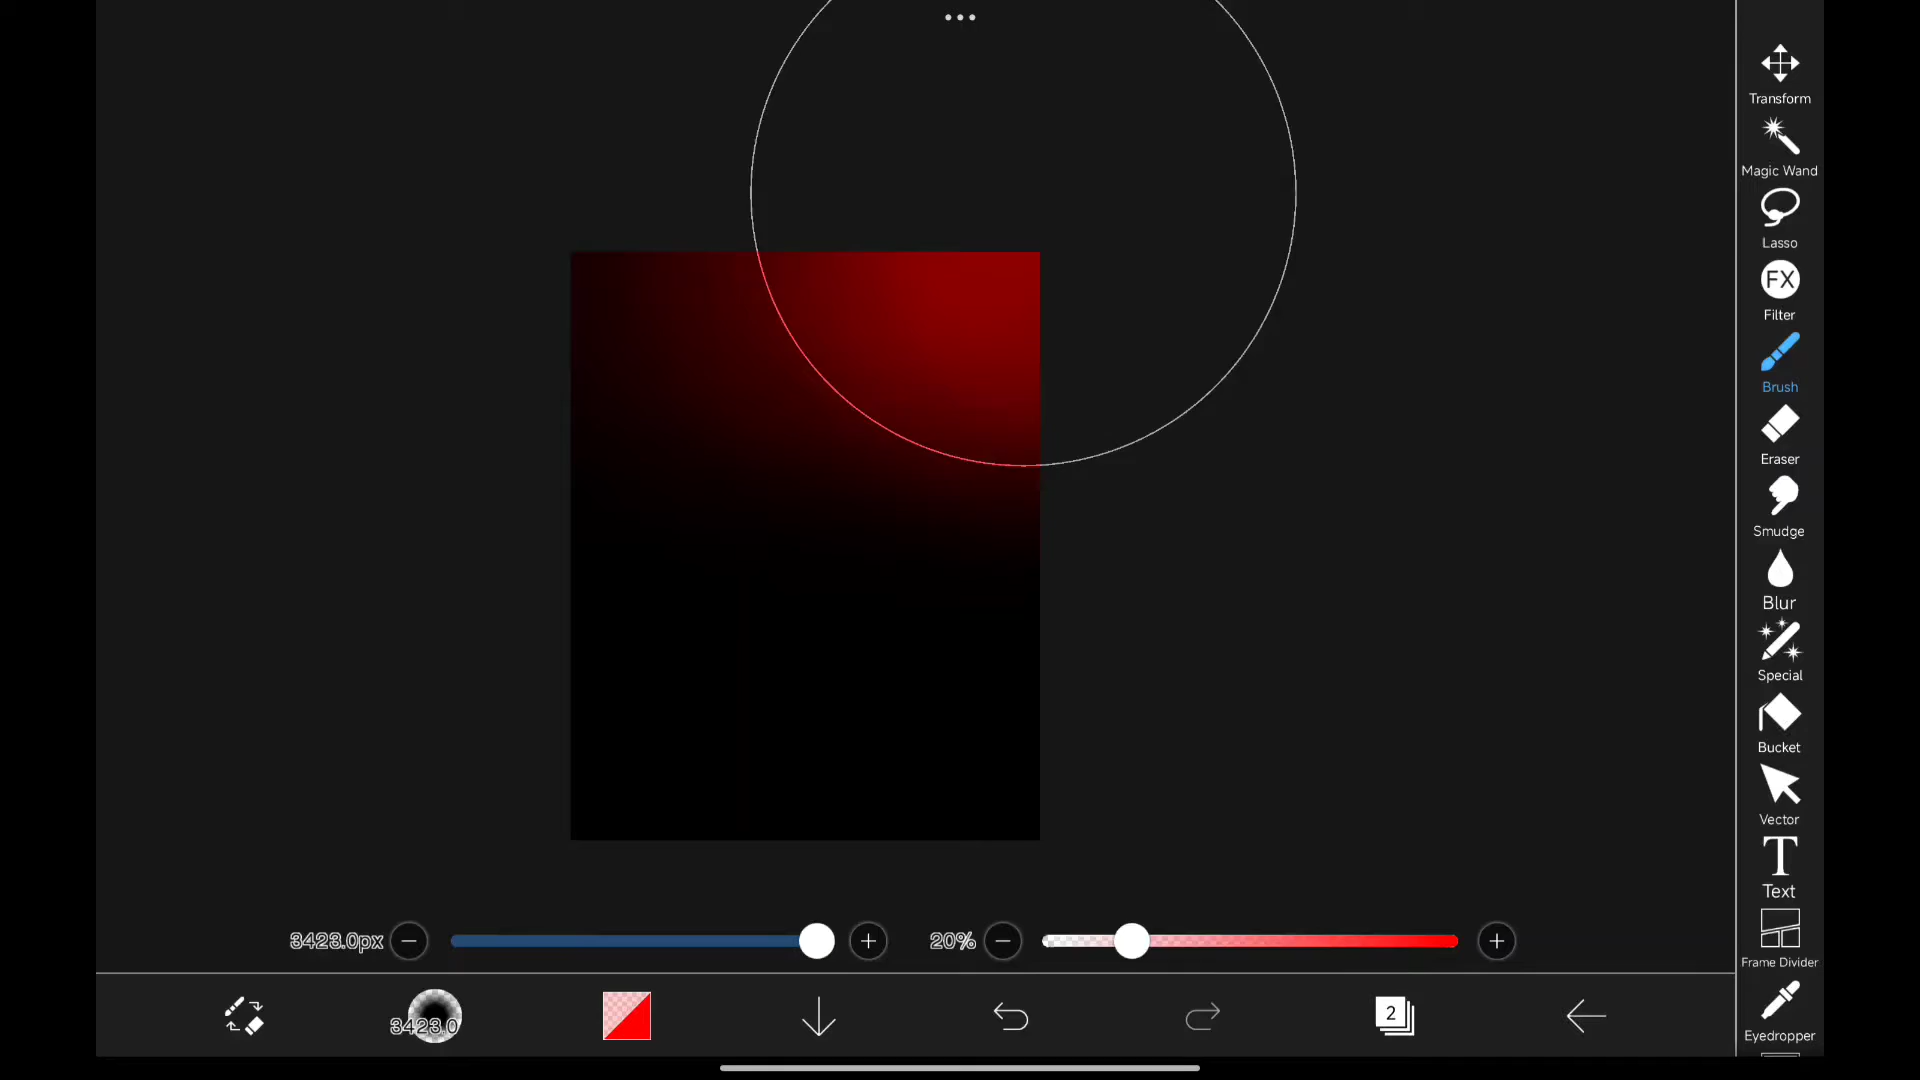 Transform
Magic Wand
Lasso
FX
Filter
Brush
Eraser
Smudge
Blur
Special
Bucket
Vector
T
Text
Frame Divider
Eyedropper
3423.0px
20%
3423.0
2